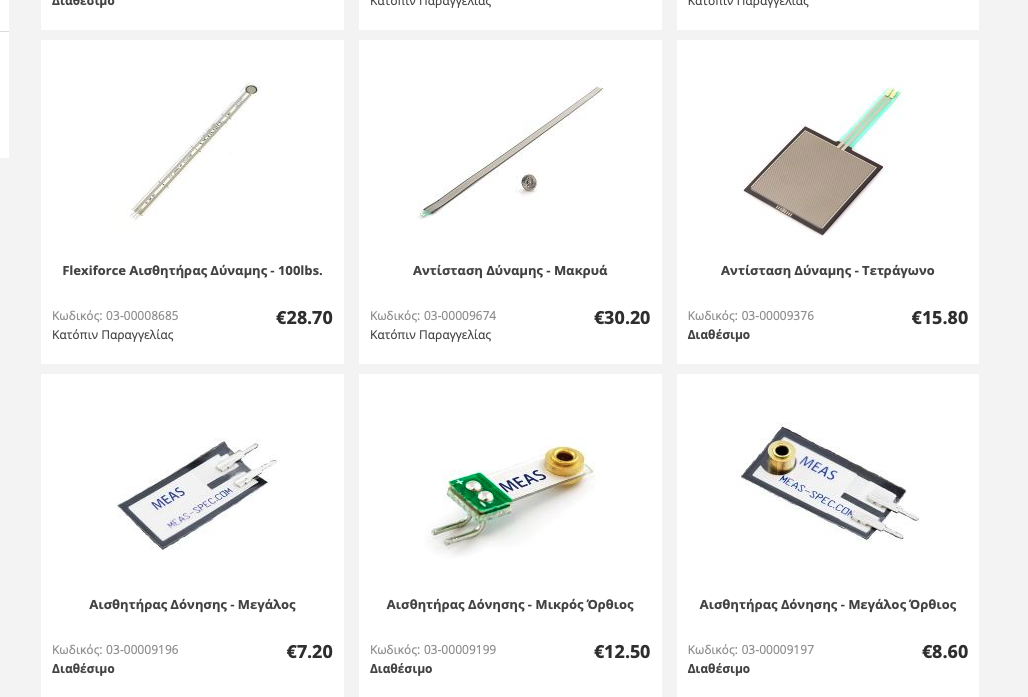 Διαθέσιμο
Κατόπιν Παραγγελίας
Κατόπιν Παραγγελίας
Flexiforce Αισθητήρας Δύναμης - 100lbs.
Κωδικός: 03-00008685
€28.70
Κατόπιν Παραγγελίας
Αντίσταση Δύναμης - Μακρυά
Κωδικός: 03-00009674
€30.20
Κατόπιν Παραγγελίας
Αντίσταση Δύναμης - Τετράγωνο
Κωδικός: 03-00009376
€15.80
Διαθέσιμο
MEAS
MEAS-SPEC.COM
Αισθητήρας Δόνησης - Μεγάλος
Κωδικός: 03-00009196
€7.20
Διαθέσιμο
MEAS
Αισθητήρας Δόνησης - Μικρός Όρθιος
Κωδικός: 03-00009199
€12.50
Διαθέσιμο
MEAS
MEAS-SPEC.COM
Αισθητήρας Δόνησης - Μεγάλος Όρθιος
Κωδικός: 03-00009197
€8.60
Διαθέσιμο